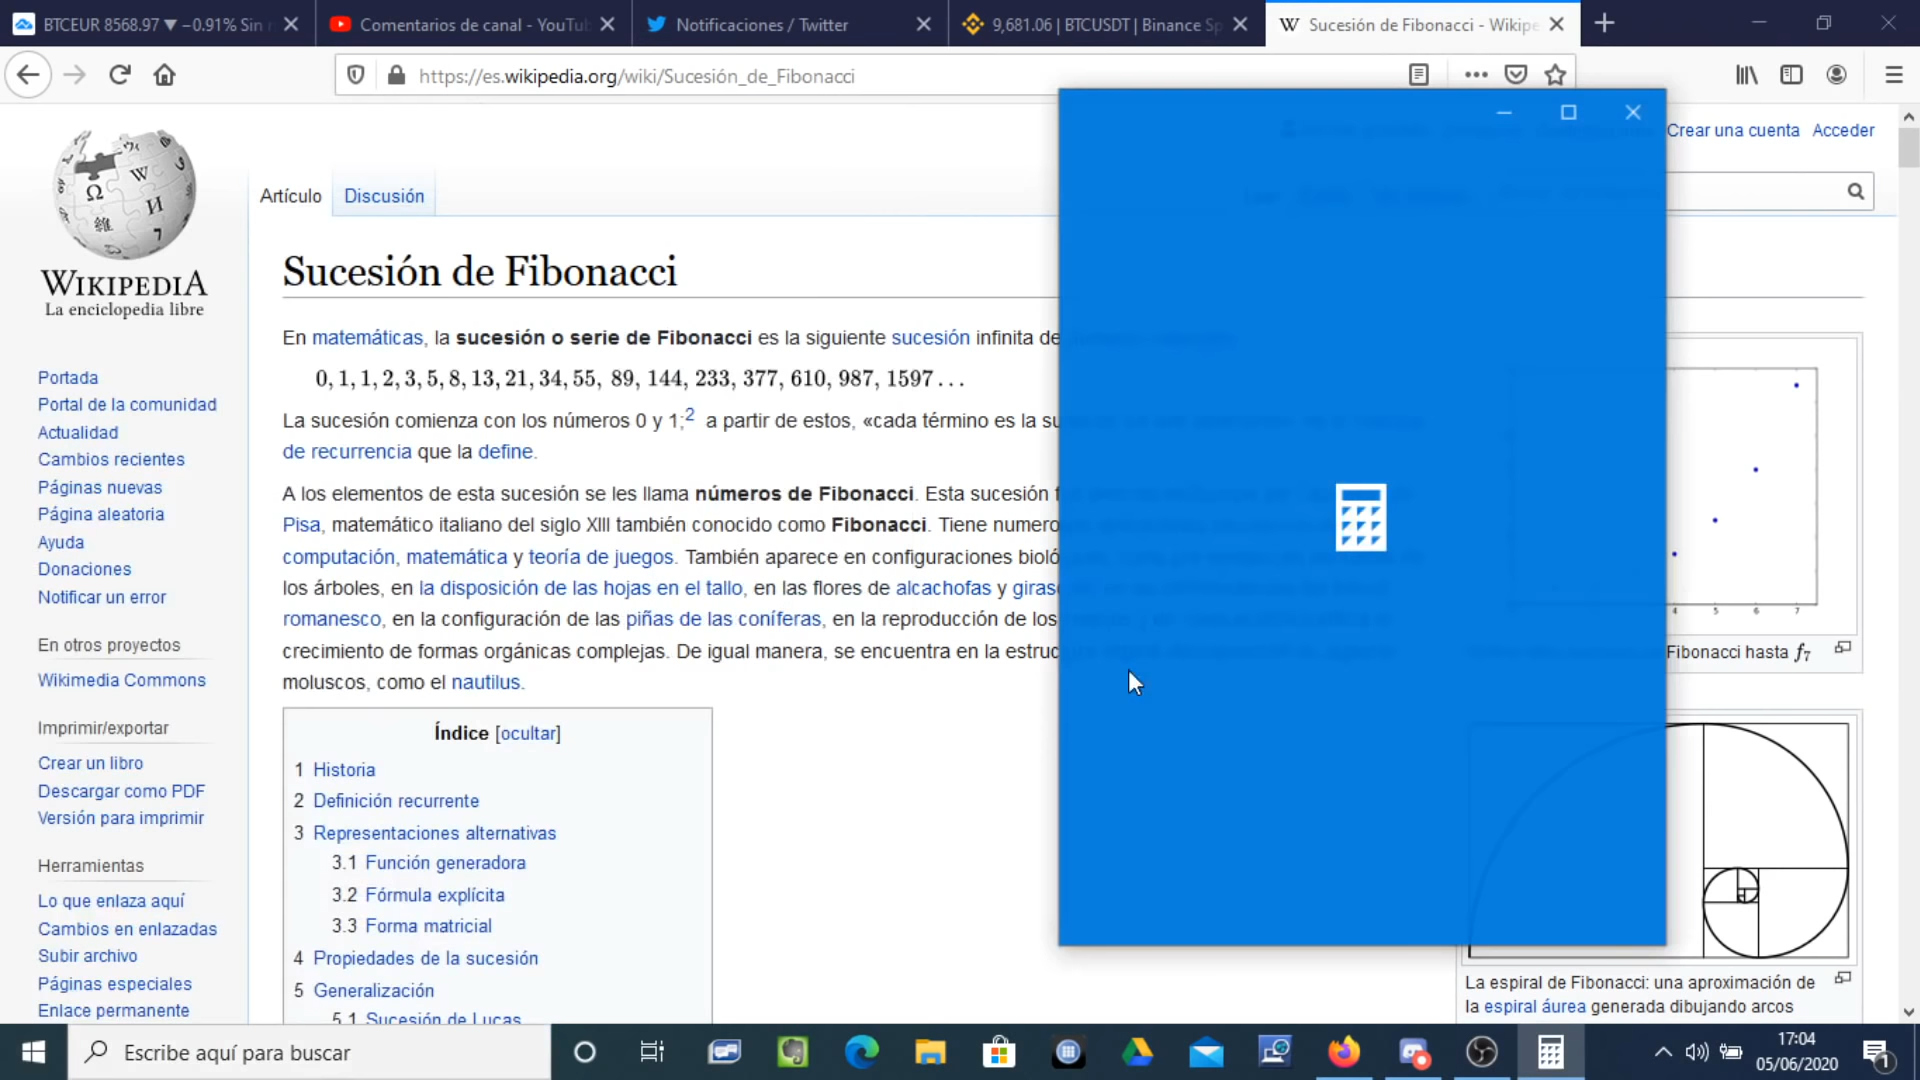 BTCEUR 8568.97 ▼ −0.91% Sin
Comentarios de canal - YouTub
Notificaciones / Twitter
9,681.06 | BTCUSDT | Binance Sp
Sucesión de Fibonacci - Wikipe
https://es.wikipedia.org/wiki/Sucesión_de_Fibonacci
Crear una cuenta Acceder
Artículo Discusión
WIKIPEDIA
La enciclopedia libre
Portada
Portal de la comunidad
Actualidad
Cambios recientes
Páginas nuevas
Página aleatoria
Ayuda
Donaciones
Notificar un error
En otros proyectos
Wikimedia Commons
Imprimir/exportar
Crear un libro
Descargar como PDF
Versión para imprimir
Herramientas
Lo que enlaza aquí
Cambios en enlazadas
Subir archivo
Páginas especiales
Enlace permanente
Sucesión de Fibonacci
En matemáticas, la sucesión o serie de Fibonacci es la siguiente sucesión infinita de
0, 1, 1, 2, 3, 5, 8, 13, 21, 34, 55, 89, 144, 233, 377, 610, 987, 1597...
La sucesión comienza con los números 0 y 1;2 a partir de estos, «cada término es la
de recurrencia que la define.
A los elementos de esta sucesión se les llama números de Fibonacci. Esta sucesión
Pisa, matemático italiano del siglo XIII también conocido como Fibonacci. Tiene numero
computación, matemática y teoría de juegos. También aparece en configuraciones bioló
los árboles, en la disposición de las hojas en el tallo, en las flores de alcachofas y giras
romanesco, en la configuración de las piñas de las coníferas, en la reproducción de los
crecimiento de formas orgánicas complejas. De igual manera, se encuentra en la estruc
moluscos, como el nautilus.
Índice [ocultar]
1 Historia
2 Definición recurrente
3 Representaciones alternativas
3.1 Función generadora
3.2 Fórmula explícita
3.3 Forma matricial
4 Propiedades de la sucesión
5 Generalización
5.1 Sucesión de Lucas
4 5 6 7
Fibonacci hasta f7
La espiral de Fibonacci: una aproximación de
la espiral áurea generada dibujando arcos
Escribe aquí para buscar
17:04
05/06/2020
1